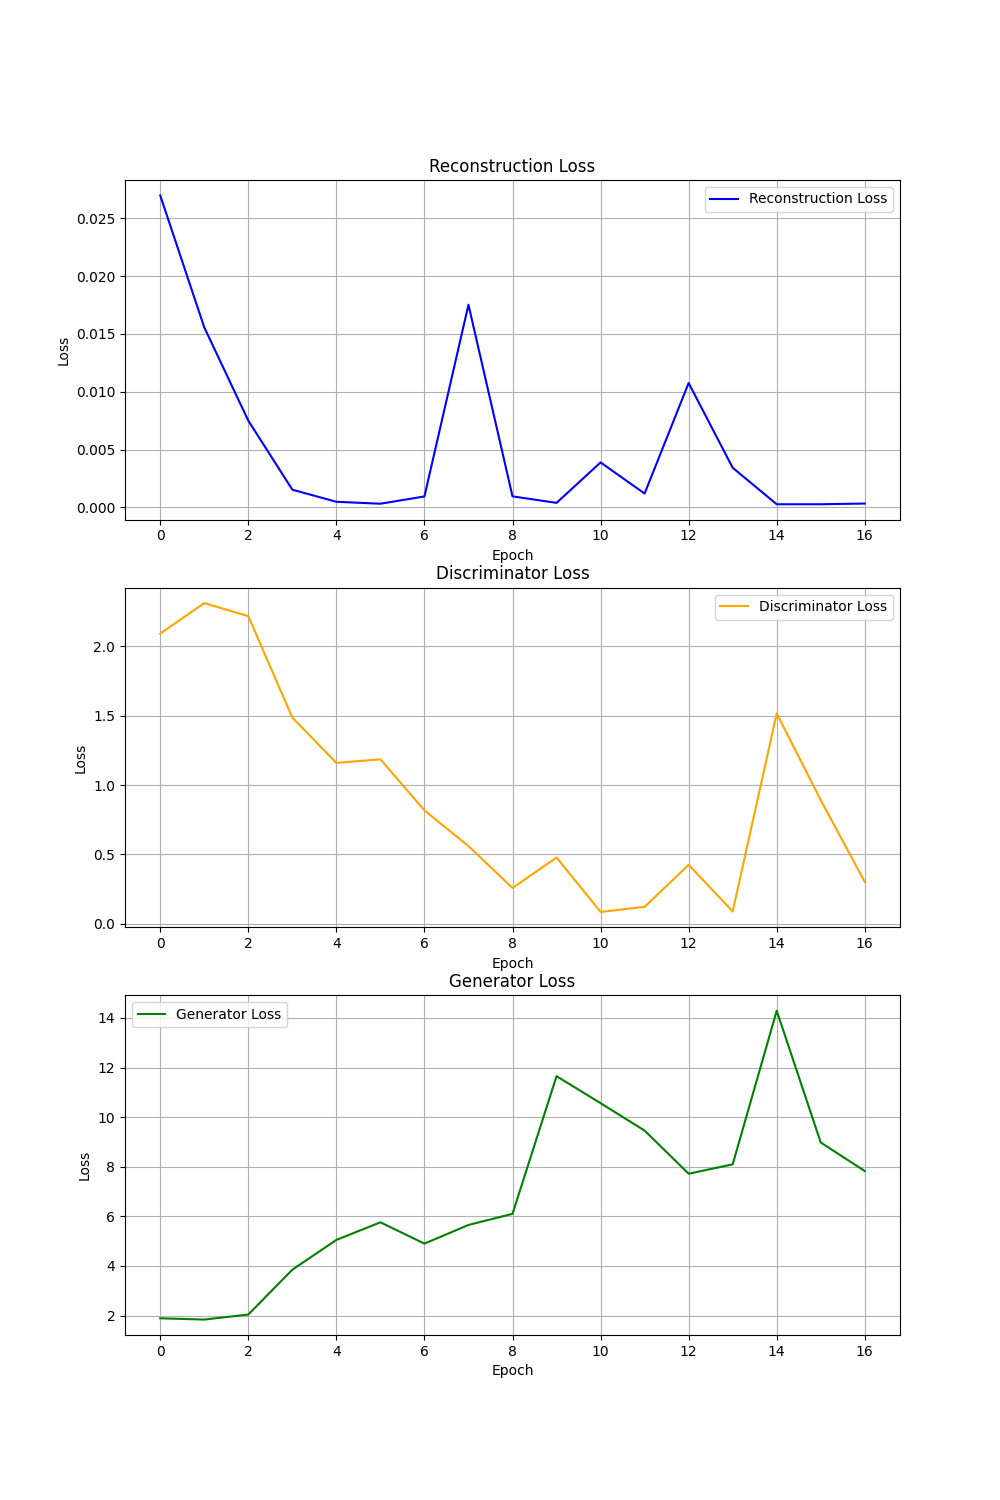 Reconstruction Loss
Reconstruction Loss
0.025
0.020
0.015
0.010
0.005
0.000
Loss
0 2 4 6 8 10 12 14 16
Epoch
Discriminator Loss
Discriminator Loss
2.0
1.5
1.0
0.5
0.0
Loss
0 2 4 6 8 10 12 14 16
Epoch
Generator Loss
Generator Loss
14
12
10
8
6
4
2
Loss
0 2 4 6 8 10 12 14 16
Epoch